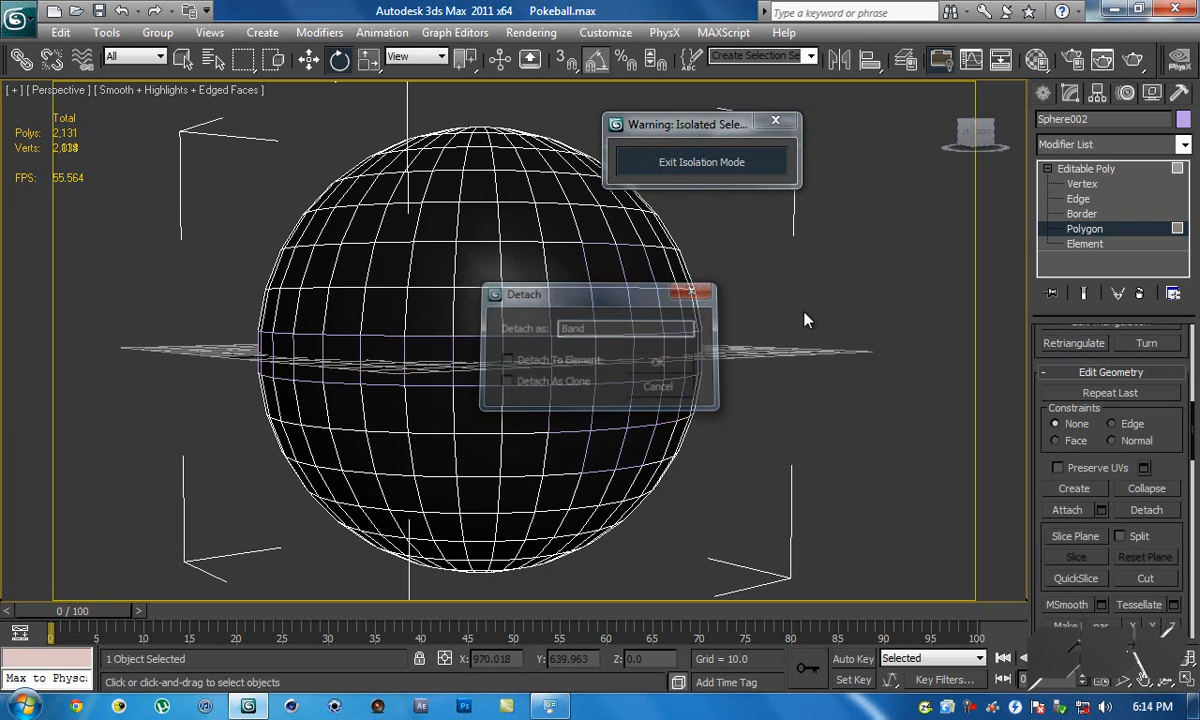 Autodesk 3ds Max 2011 x64 Pokeball.max
Type a keyword or phrase
Edit Tools Group Views Create Modifiers Animation Graph Editors Rendering Customize PhysX MAXScript Help
All
View
Create Selection Se
PhysX
[ + ] [ Perspective ] [ Smooth + Highlights + Edged Faces ]
Total
Polys: 2,131
Verts:
FPS: 55.564
Warning: Isolated Sele...
Exit Isolation Mode
Detach
Detach as: Band
Detach To Element
OK
Detach As Clone
Cancel
Sphere002
Modifier List
Editable Poly
Vertex
Edge
Border
Polygon
Element
Edit Triangulation
Retriangulate Turn
- Edit Geometry
Repeat Last
Constraints
None Edge
Face Normal
Preserve UVs
Create Collapse
Attach Detach
Slice Plane Split
Slice Reset Plane
QuickSlice Cut
MSmooth Tessellate
X Y Z
< 0 / 100 >
0 5 10 15 20 25 30 35 40 45 50 55 60 65 70 75 80 85 90 95 100
1 Object Selected
X: 970.018 Y: 639.963 Z: 0.0
Grid = 10.0
Auto Key Selected
Max to Physc
Click or click-and-drag to select objects
Add Time Tag
Set Key Key Filters...
0
6:14 PM